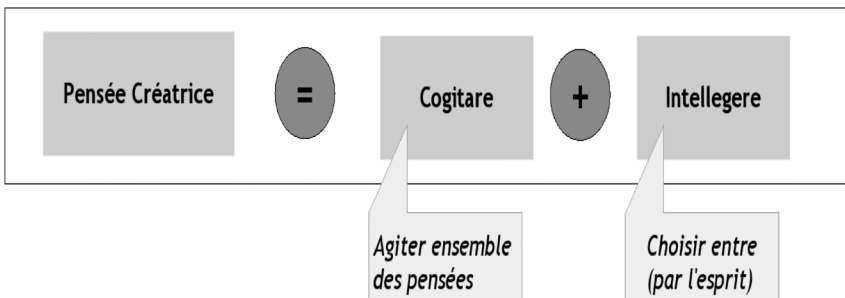 Pensée Créatrice = Cogitare + Intellegere
Agiter ensemble
des pensées
Choisir entre
(par l'esprit)